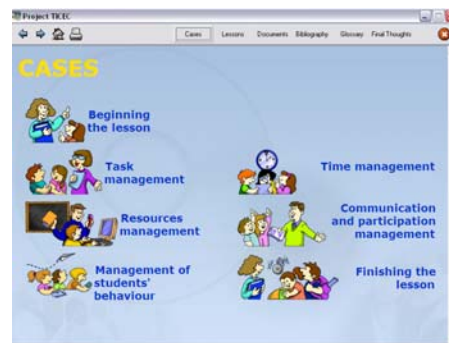 Project TICEC
Cases Lessons Documents Bibliography Glossary Final Thoughts
CASES
Beginning
the lesson
Task
management
Resources
management
Management of
students'
behaviour
Time management
Communication
and participation
management
Finishing the
lesson